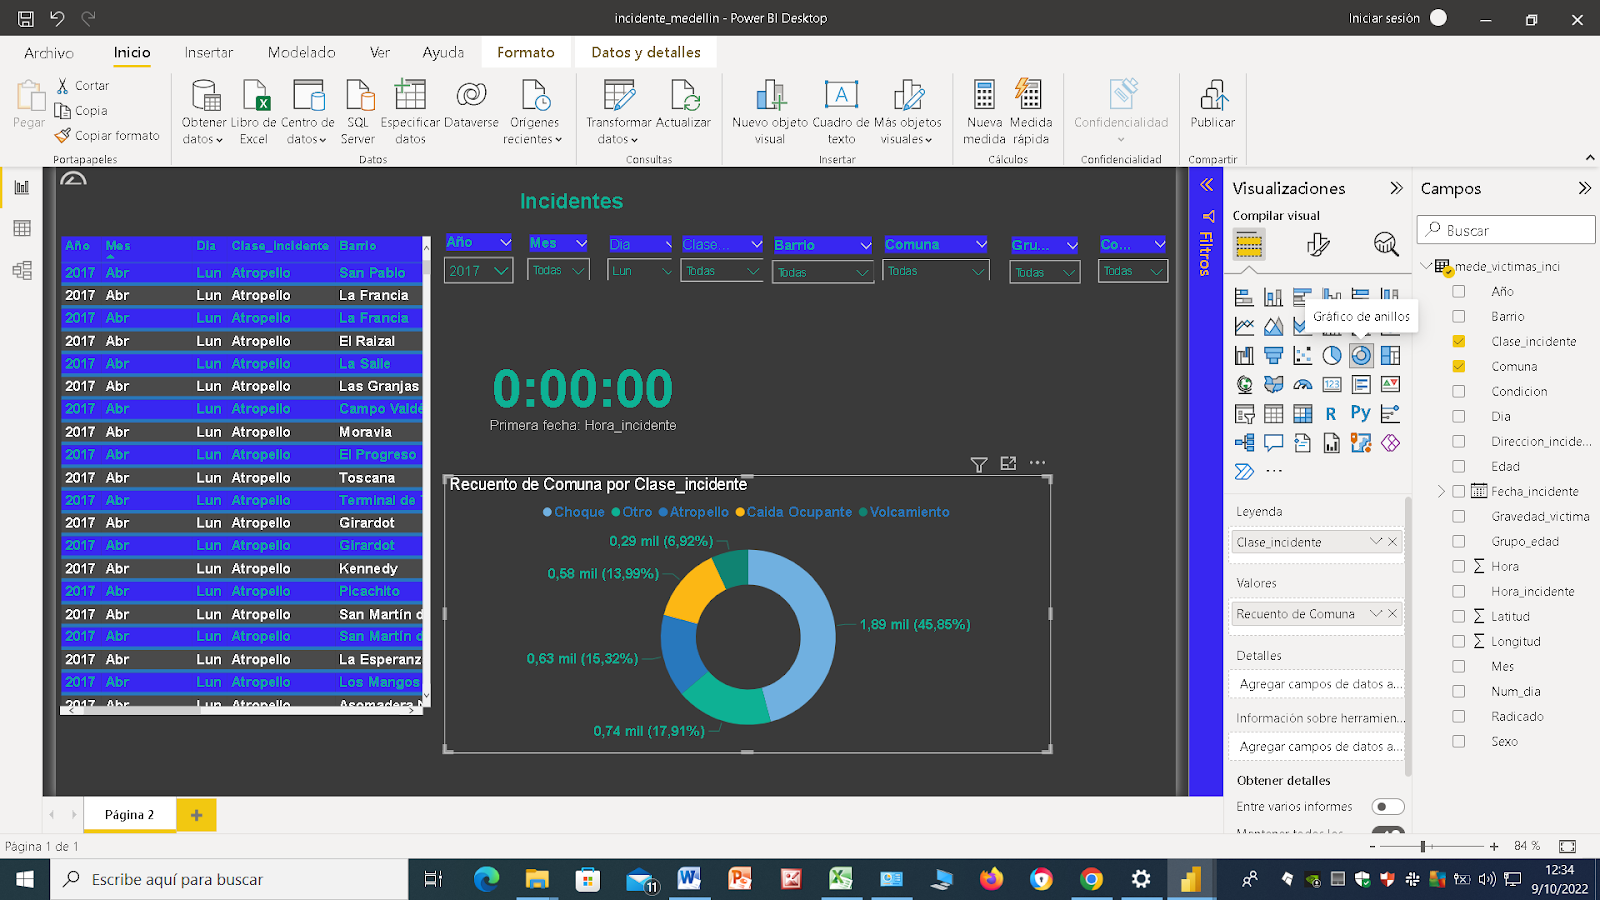 incidente_medellin - Power BI Desktop
Iniciar sesión
Archivo Inicio Insertar Modelado Ver Ayuda Formato Datos y detalles
Pegar
Cortar
Copia
Copiar formato
Portapapeles
Obtener datos
Libro de Excel
Centro de datos
SQL Server
Especificar datos
Dataverse
Orígenes recientes
Datos
Transformar datos
Actualizar
Consultas
Nuevo objeto visual
Cuadro de texto
Más objetos visuales
Insertar
Nueva medida
Medida rápida
Cálculos
Confidencialidad
Confidencialidad
Publicar
Compartir
Incidentes
Año Mes Dia Clase_incidente Barrio
2017 Abr Lun Atropello San Pablo
2017 Abr Lun Atropello La Francia
2017 Abr Lun Atropello La Francia
2017 Abr Lun Atropello El Raizal
2017 Abr Lun Atropello La Salle
2017 Abr Lun Atropello Las Granjas
2017 Abr Lun Atropello Campo Valdé
2017 Abr Lun Atropello Moravia
2017 Abr Lun Atropello El Progreso
2017 Abr Lun Atropello Toscana
2017 Abr Lun Atropello Terminal de
2017 Abr Lun Atropello Girardot
2017 Abr Lun Atropello Girardot
2017 Abr Lun Atropello Kennedy
2017 Abr Lun Atropello Picachito
2017 Abr Lun Atropello San Martín d
2017 Abr Lun Atropello San Martín d
2017 Abr Lun Atropello La Esperanz
2017 Abr Lun Atropello Los Mangos
2017 Abr Lun Atropello Asomadera
Año Mes Dia Clase... Barrio Comuna Gru... Co...
2017 Todas Lun Todas Todas Todas Todas Todas
0:00:00
Primera fecha: Hora_incidente
Recuento de Comuna por Clase_incidente
Choque Otro Atropello Caida Ocupante Volcamiento
0,29 mil (6,92%)
0,58 mil (13,99%)
1,89 mil (45,85%)
0,63 mil (15,32%)
0,74 mil (17,91%)
Filtros
Visualizaciones
Compilar visual
Gráfico de anillos
123
R
Py
Leyenda
Clase_incidente
Valores
Recuento de Comuna
Detalles
Agregar campos de datos a...
Información sobre herramien...
Agregar campos de datos a...
Obtener detalles
Entre varios informes
Mantener todos los
Campos
Buscar
mede_victimas_inci
Año
Barrio
Clase_incidente
Comuna
Condicion
Dia
Direccion_incide...
Edad
Fecha_incidente
Gravedad_victima
Grupo_edad
Hora
Hora_incidente
Latitud
Longitud
Mes
Num_dia
Radicado
Sexo
Página 2
Página 1 de 1
84 %
Escribe aquí para buscar
11
12:34
9/10/2022